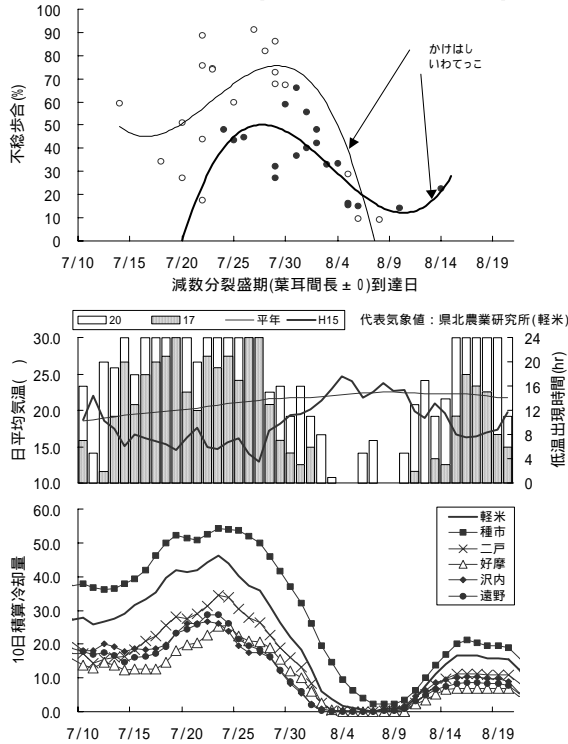 かけはし
いわてっこ
不稔歩合(%)
100
90
80
70
60
50
40
30
20
10
0
7/10 7/15 7/20 7/25 7/30 8/4 8/9 8/14 8/19
減数分裂盛期(葉耳間長±0)到達日
20 17 平年 H15 代表気象値：県北農業研究所(軽米)
日平均気温( )
30.0
25.0
20.0
15.0
10.0
低温出現時間(hr)
24
20
16
12
8
4
0
10日積算冷却量
60.0
50.0
40.0
30.0
20.0
10.0
0.0
軽米
種市
二戸
好摩
沢内
遠野
7/10 7/15 7/20 7/25 7/30 8/4 8/9 8/14 8/19